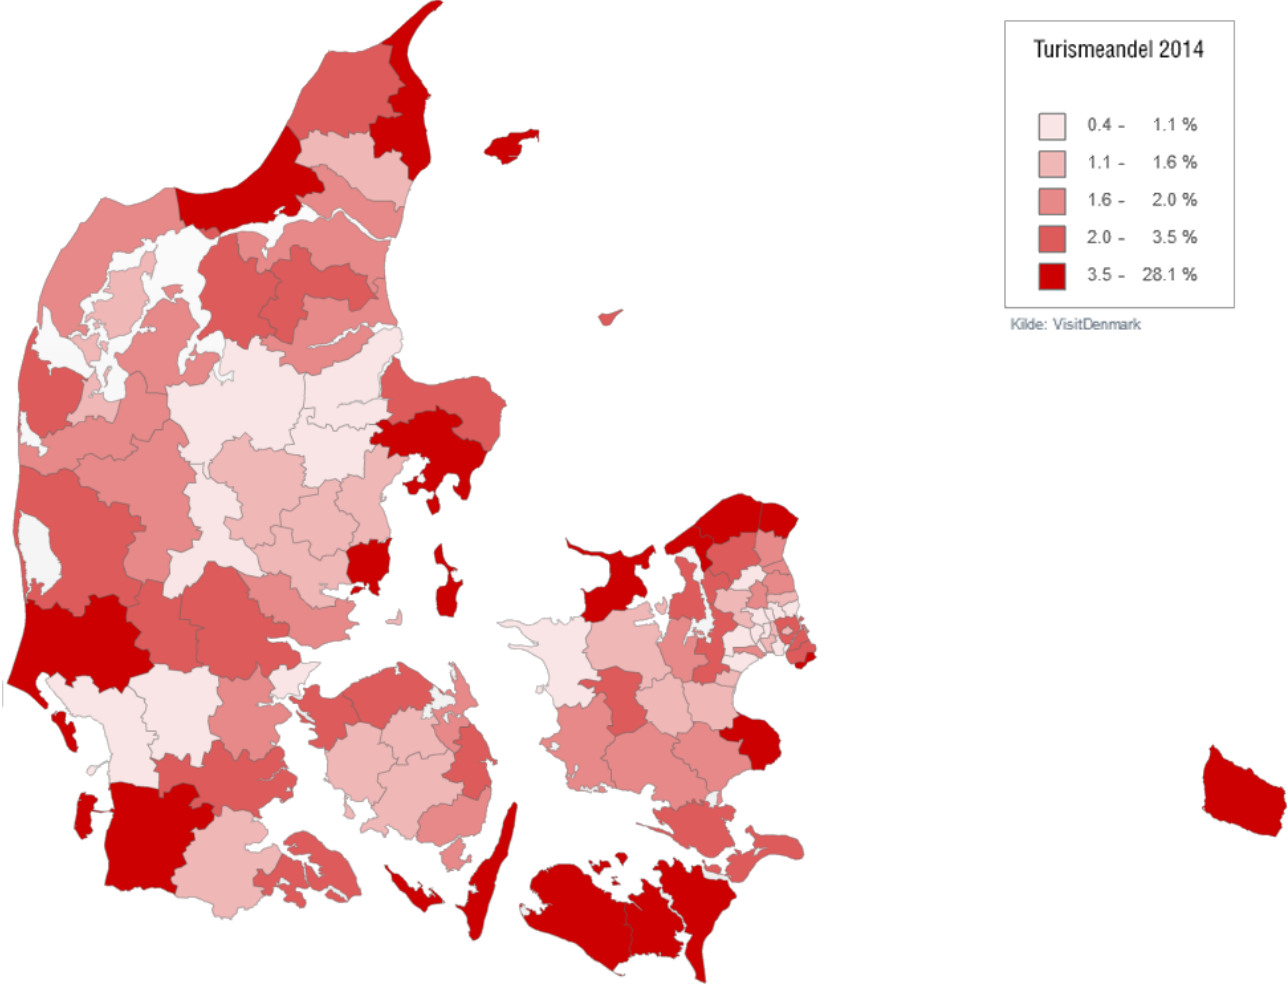 Turismeandel 2014
0.4 - 1.1 %
1.1 - 1.6 %
1.6 - 2.0 %
2.0 - 3.5 %
3.5 - 28.1 %
Kilde: VisitDenmark